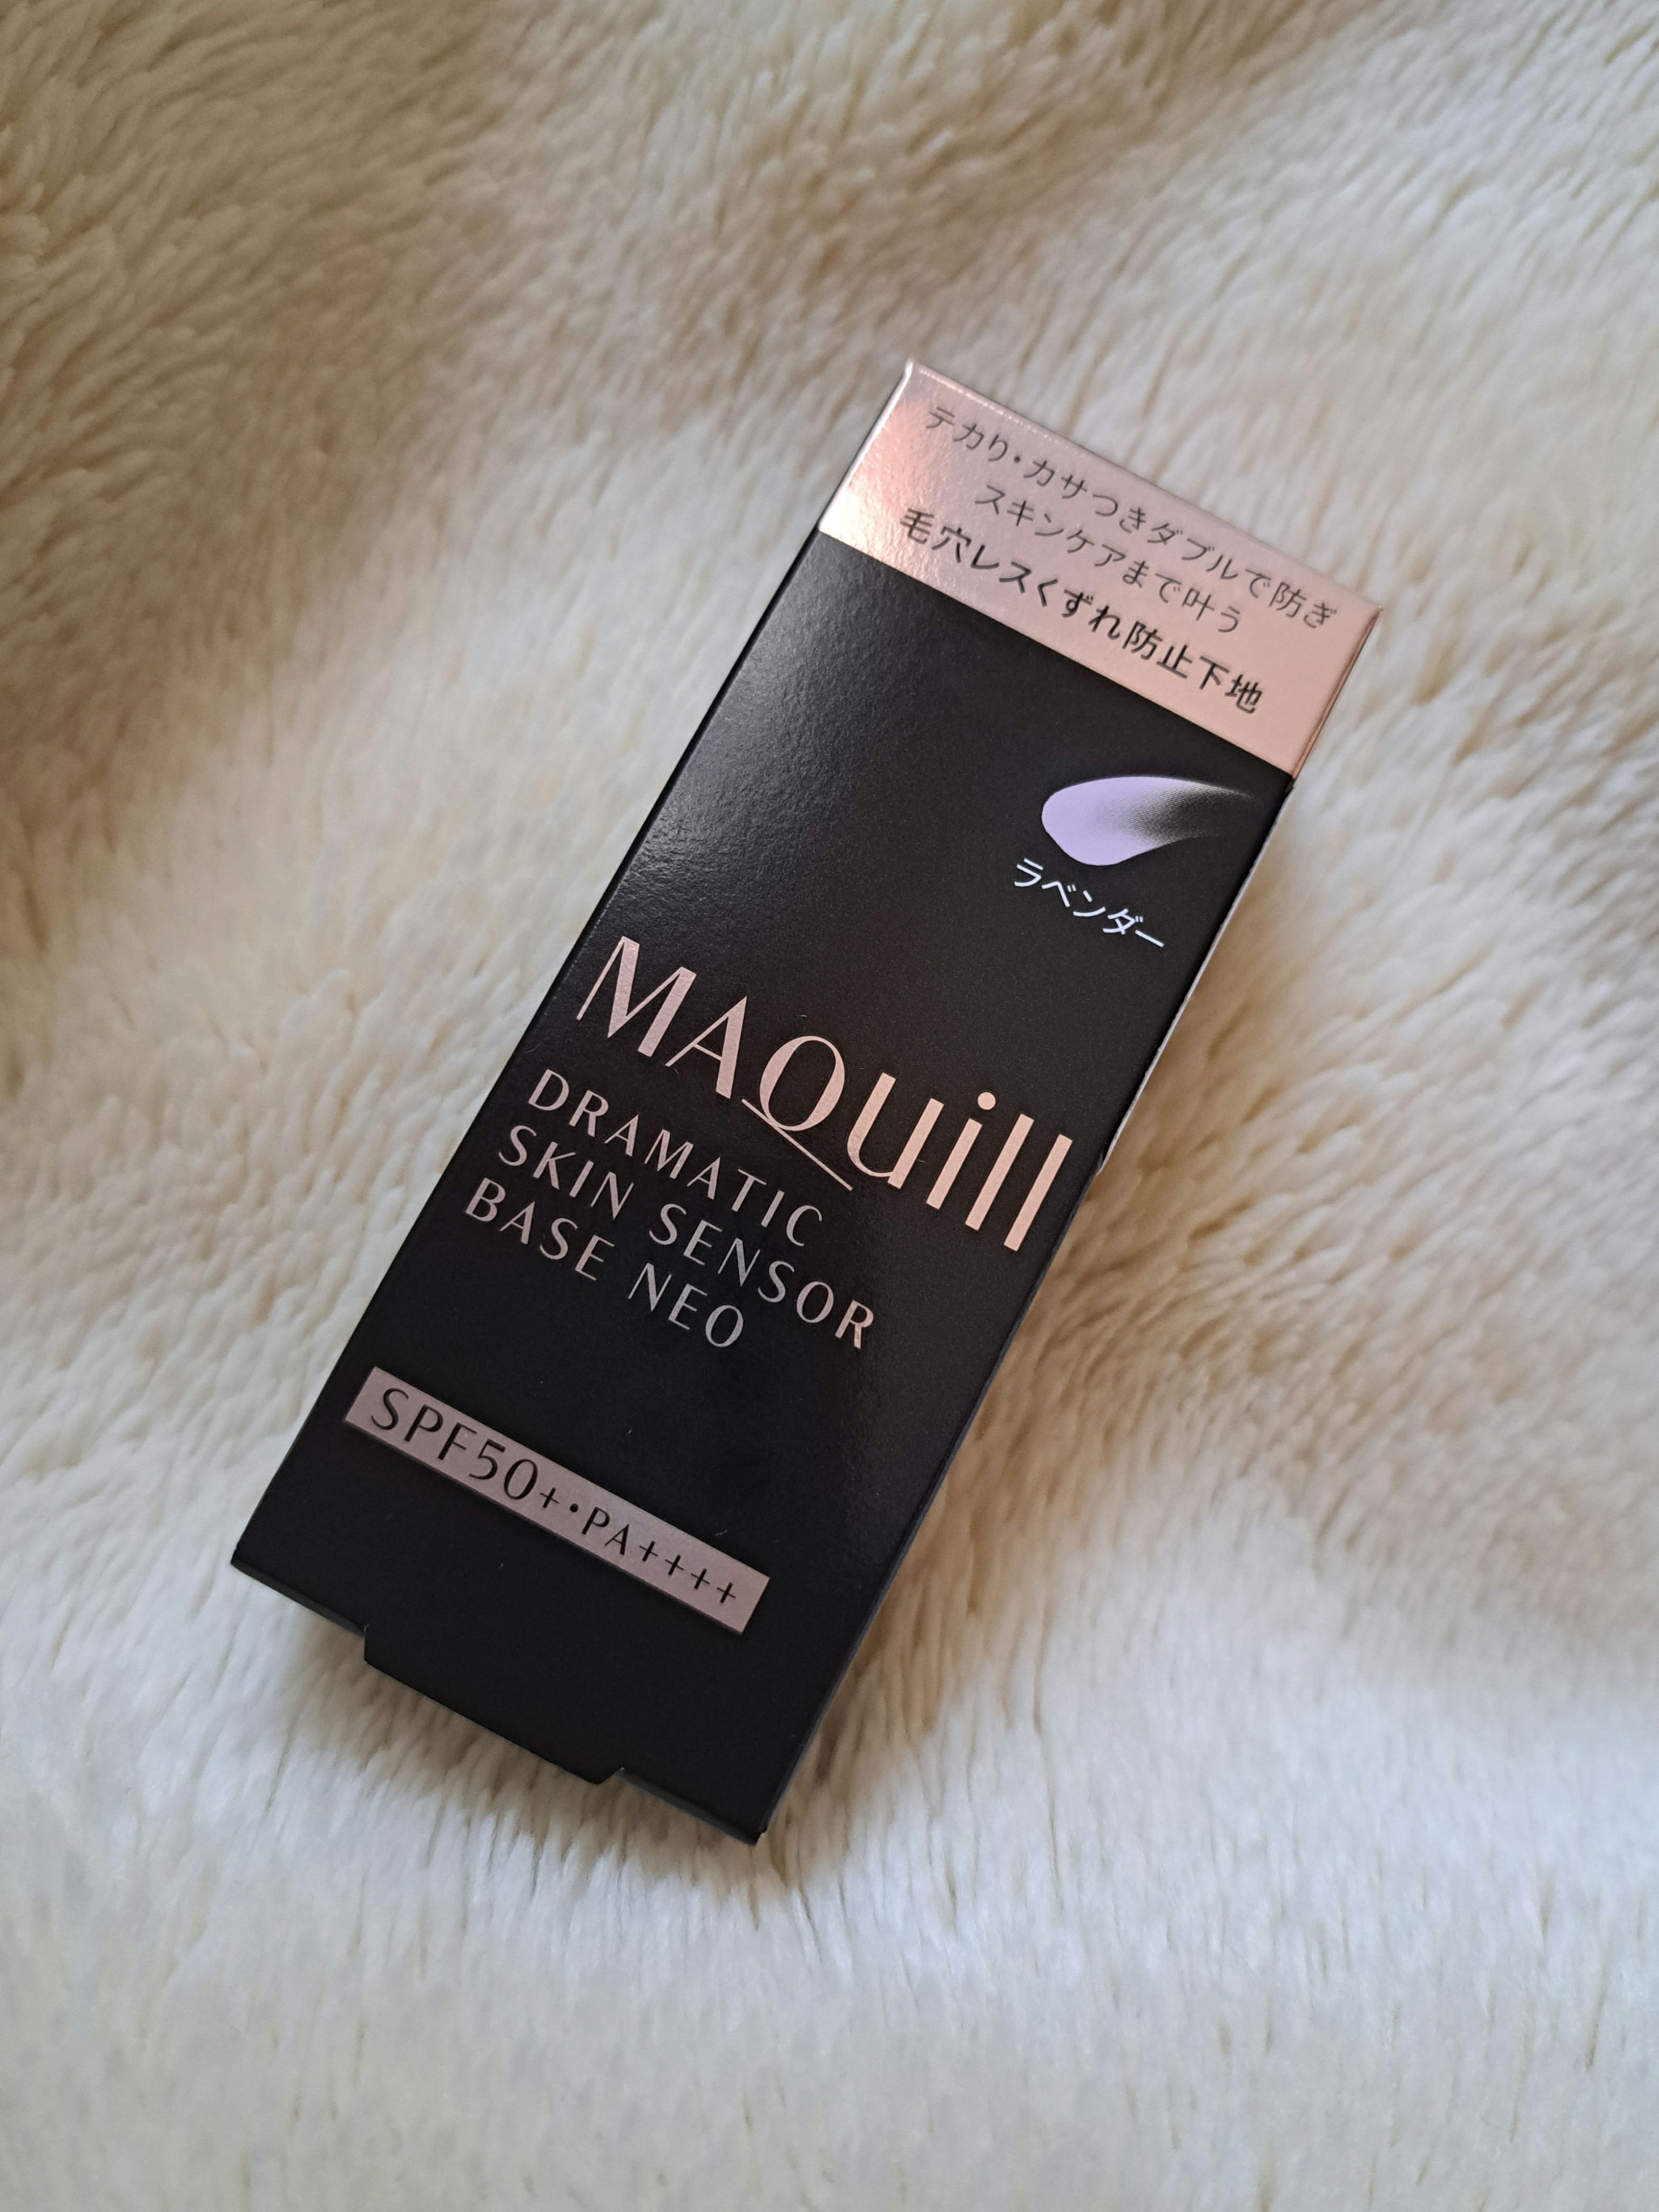 テカリ・カサつきダブルで防ぎ
スキンケアまで叶う
毛穴レスくずれ防止下地
ラベンダー
MAQuill
DRAMATIC
SKIN SENSOR
BASE NEO
SPF50+・PA++++